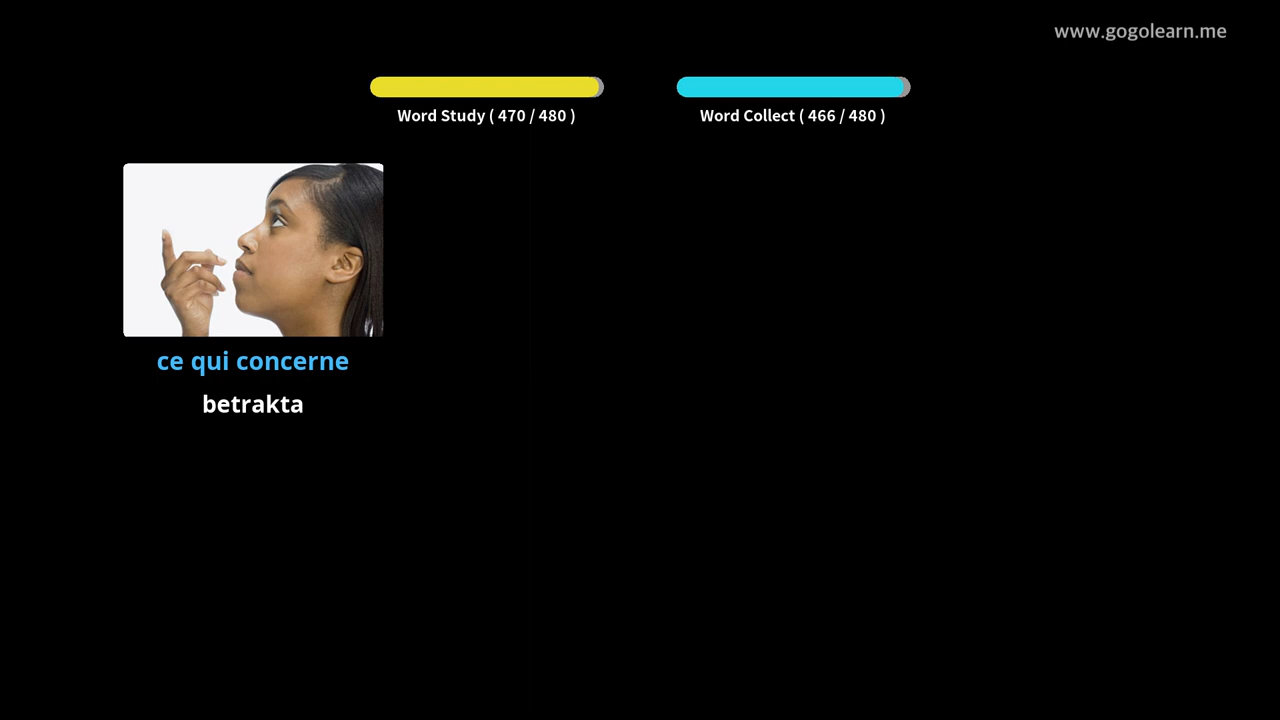 www.gogolearn.me
Word Study ( 470 / 480 )
Word Collect ( 466 / 480 )
ce qui concerne
betrakta